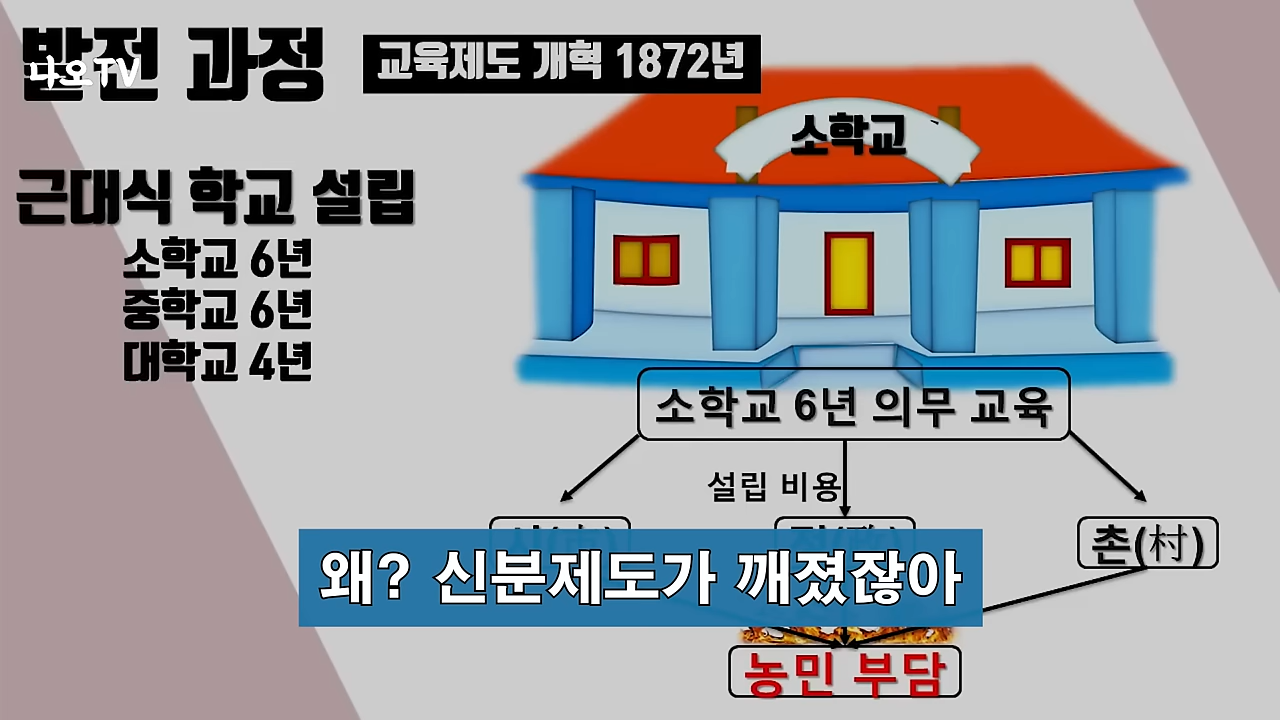 발전 과정
나오TV
교육제도 개혁 1872년
소학교
근대식 학교 설립
소학교 6년
중학교 6년
대학교 4년
소학교 6년 의무 교육
설립 비용
촌(村)
왜? 신분제도가 깨졌잖아
농민 부담